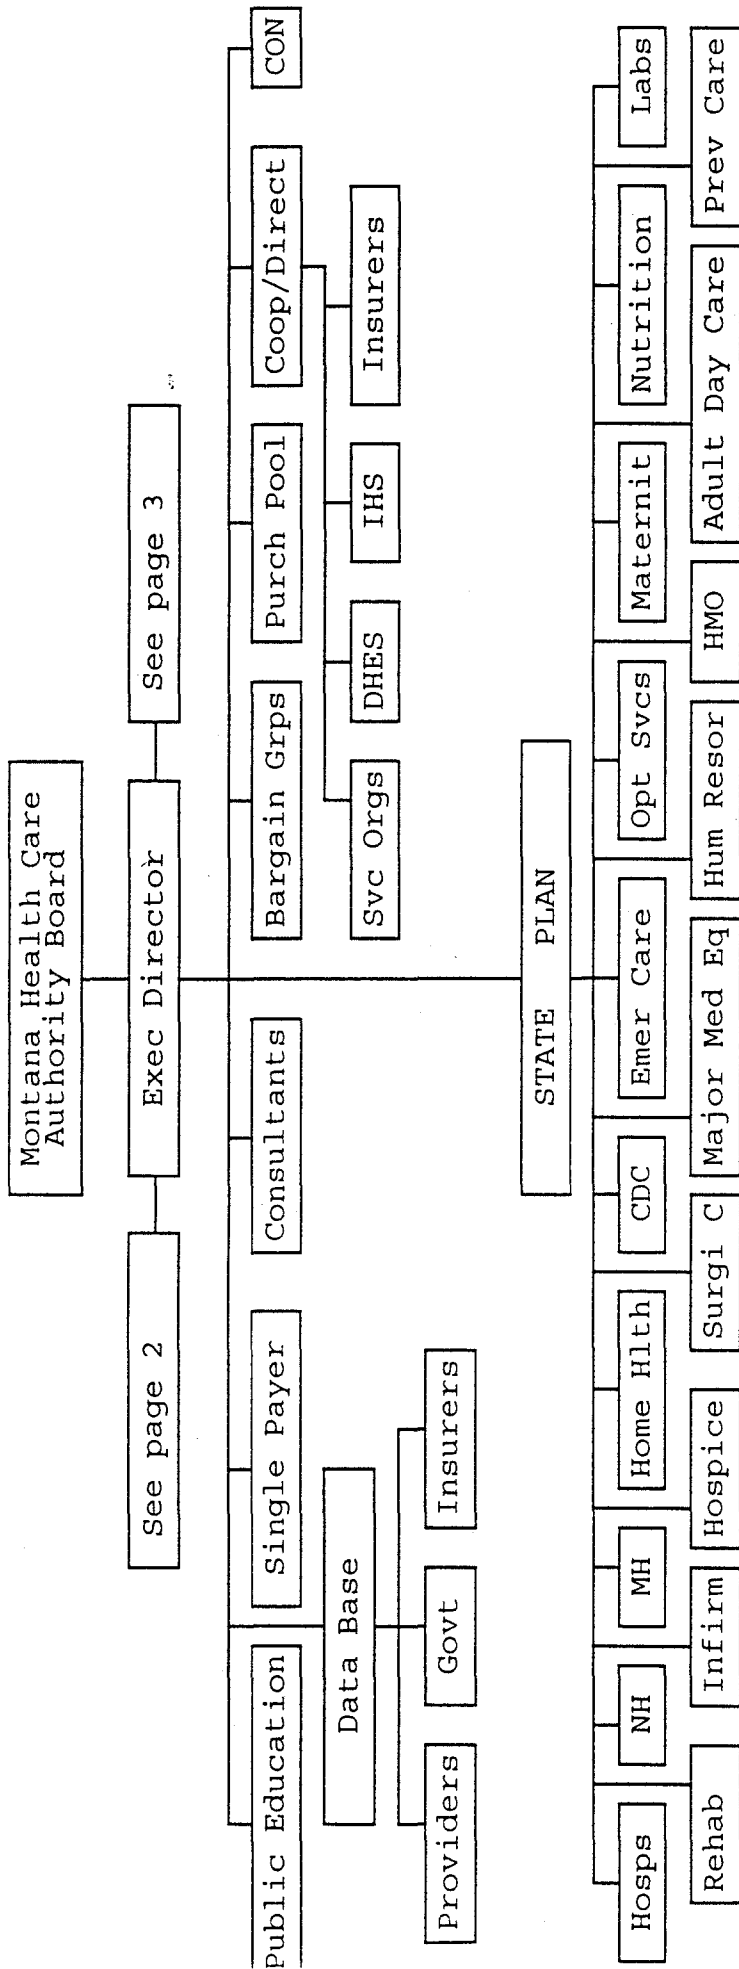 Montana Health Care
Authority Board
See page 2
Exec Director
See page 3
Public Education
Single Payer
Consultants
Bargain Grps
Purch Pool
Coop/Direct
CON
Data Base
Svc Orgs
DHES
IHS
Insurers
Providers
Govt
Insurers
STATE PLAN
Hosps
NH
MH
Home Hlth
CDC
Emer Care
Opt Svcs
Maternit
Nutrition
Labs
Rehab
Infirm
Hospice
Surgi C
Major Med Eq
Hum Resor
HMO
Adult Day Care
Prev Care